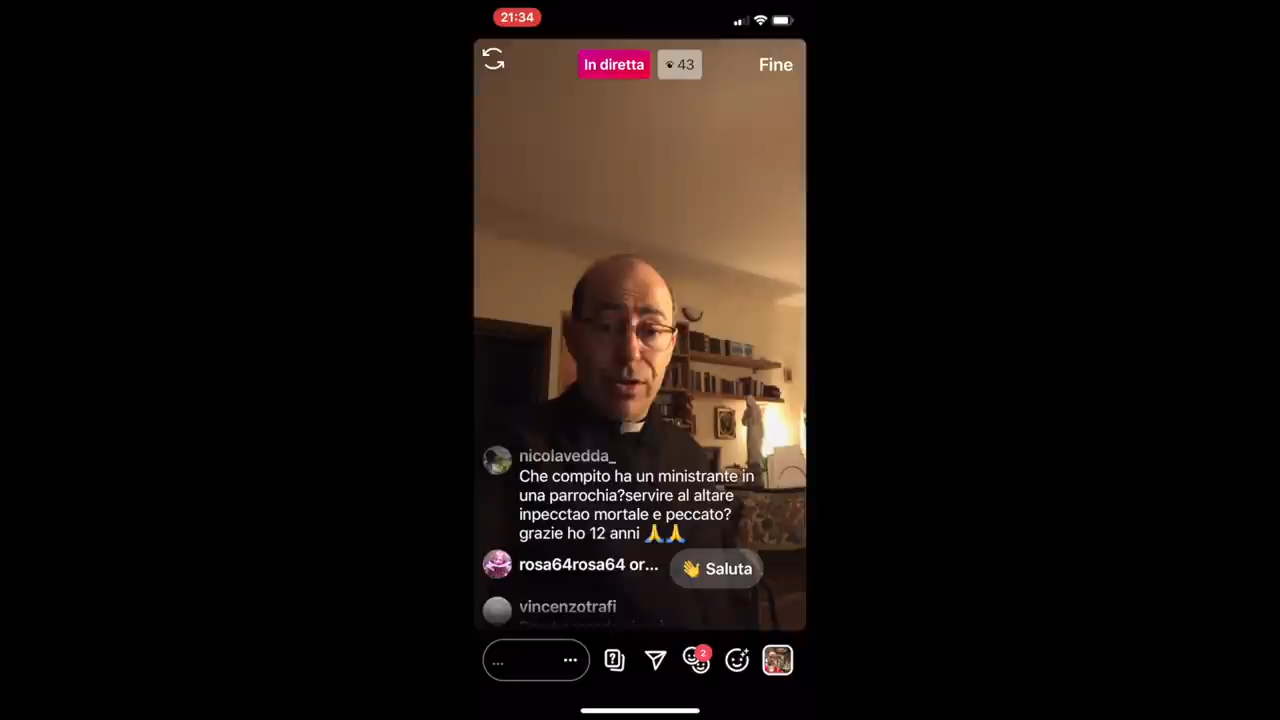 21:34
In diretta
43
Fine
nicolavedda_
Che compito ha un ministrante in
una parrochia?servire al altare
inpecctao mortale e peccato?
grazie ho 12 anni 🙏🙏
rosa64rosa64 or...
👋 Saluta
vincenzotrafi
...
2